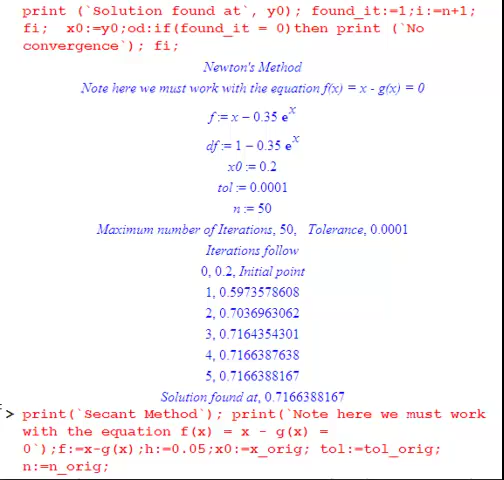 print (`Solution found at`, y0); found_it:=1;i:=n+1;
fi;  x0:=y0;od:if(found_it = 0)then print (`No
convergence`); fi;
Newton's Method
Note here we must work with the equation f(x) = x - g(x) = 0
f := x − 0.35 e^x
df := 1 − 0.35 e^x
x0 := 0.2
tol := 0.0001
n := 50
Maximum number of Iterations, 50,   Tolerance, 0.0001
Iterations follow
0, 0.2, Initial point
1, 0.5973578608
2, 0.7036963062
3, 0.7164354301
4, 0.7166387638
5, 0.7166388167
Solution found at, 0.7166388167
> print(`Secant Method`); print(`Note here we must work
with the equation f(x) = x - g(x) =
0`);f:=x-g(x);h:=0.05;x0:=x_orig; tol:=tol_orig;
n:=n_orig;